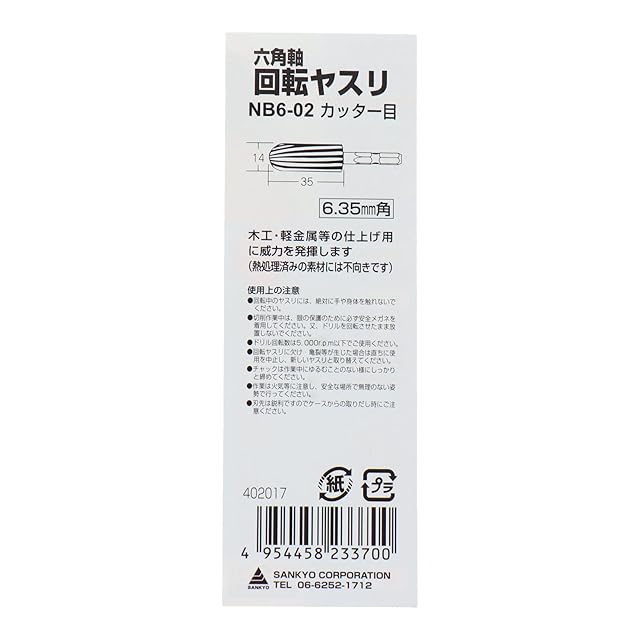 六角軸
回転ヤスリ
NB6-02 カッター目
14
35
6.35mm角
木工・軽金属等の仕上げ用
に威力を発揮します
(熱処理済みの素材には不向きです)
使用上の注意
●回転中のヤスリには、絶対に手や身体を触れないで
ください。
●切削作業中は、眼の保護のために必ず安全メガネを
着用してください。又、ドリルを回転させたまま放
置しないでください。
●ドリル回転数は5,000r.p.m以下でご使用ください。
●回転ヤスリに欠け・亀裂等が生じた場合は直ちに使
用を中止し、新しいヤスリと取り替えてください。
●チャックは作業中にゆるむことのない様にしっかり
と締めてください。
●作業は火気等に注意し、安全な場所で無理のない姿
勢で行ってください。
●刃先は鋭利ですのでケースからの取りだし時にご注
意ください。
紙
プラ
402017
4 954458 233700
SANKYO
SANKYO CORPORATION
TEL 06-6252-1712